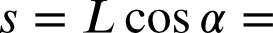 s = L cos α =